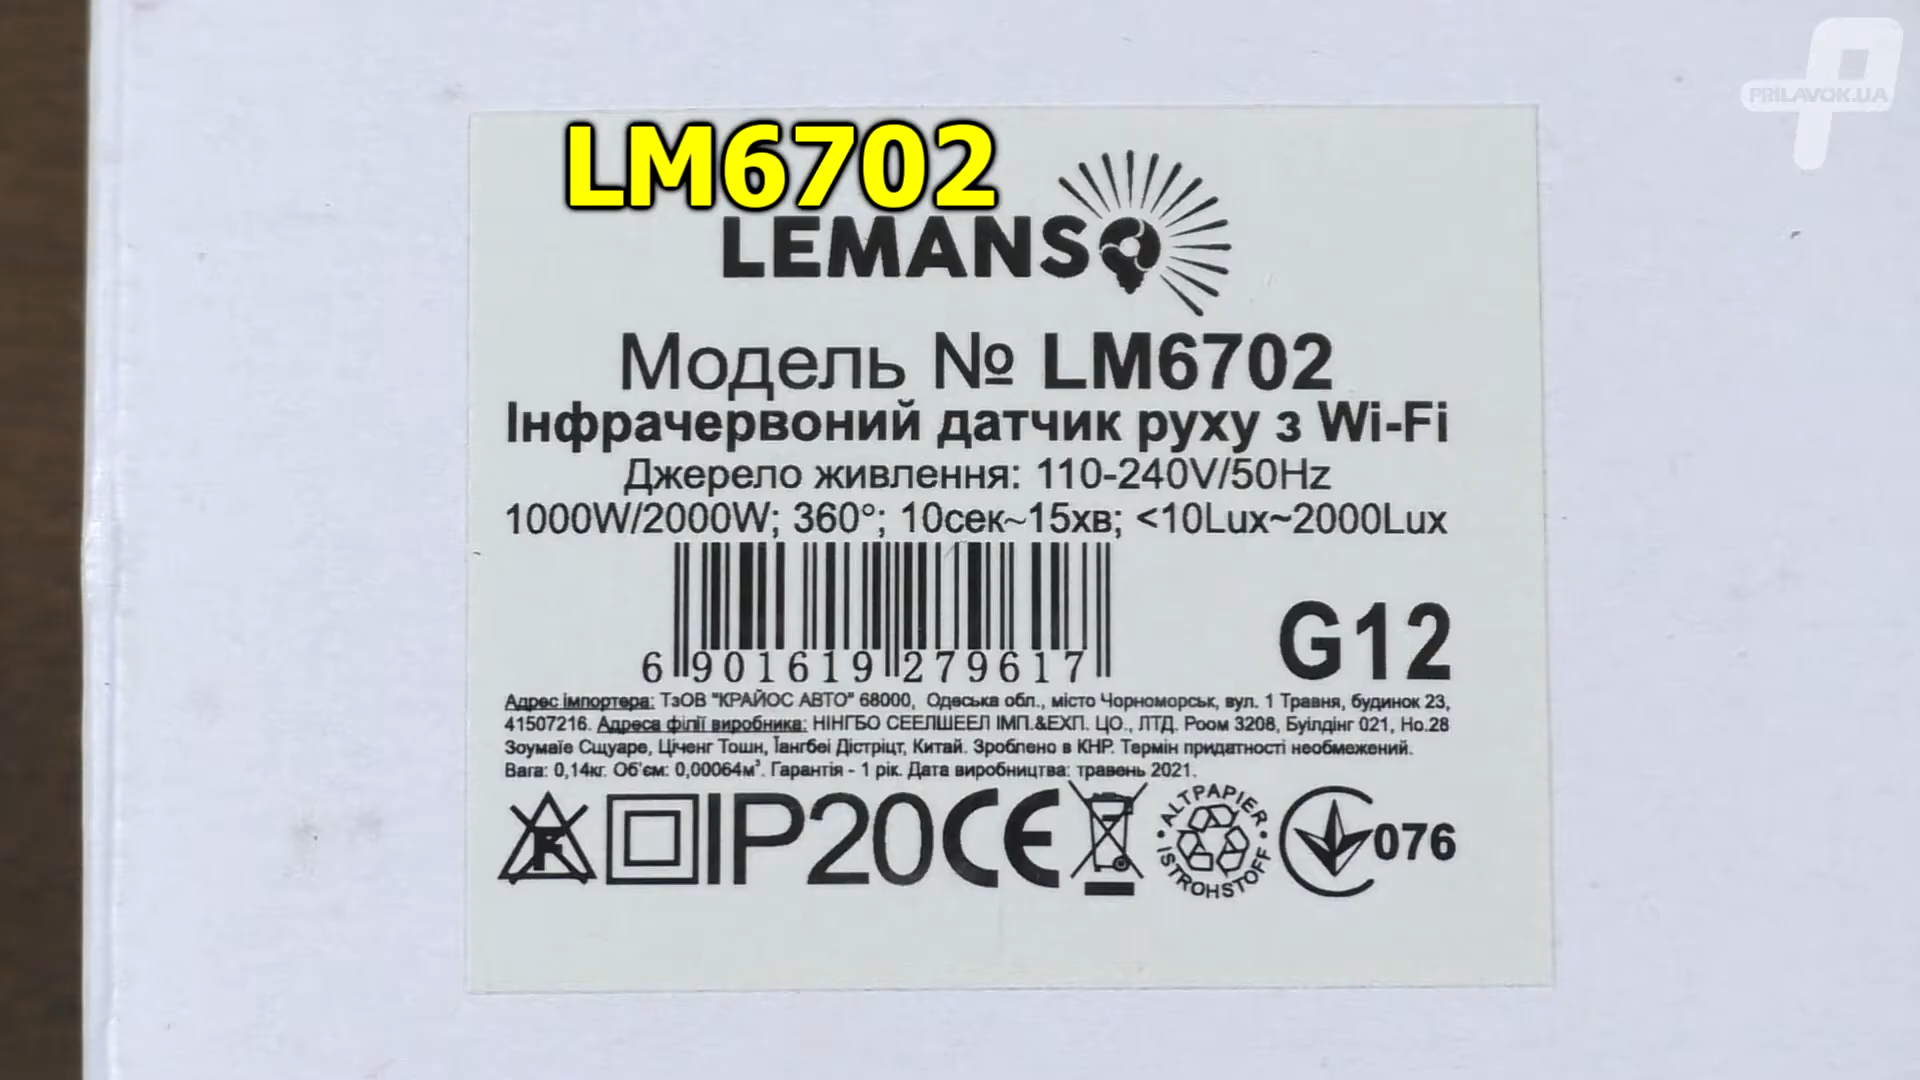 PRILAVOK.UA
LM6702
LEMANSO
Модель № LM6702
Інфрачервоний датчик руху з Wi-Fi
Джерело живлення: 110-240V/50Hz
1000W/2000W; 360°; 10сек~15хв; <10Lux~2000Lux
6 901619 279617
G12
Адрес імпортера: ТзОВ "КРАЙОС АВТО" 68000, Одеська обл., місто Чорноморськ, вул. 1 Травня, будинок 23,
41507216. Адреса філії виробника: НІНГБО СЕЕЛШЕЕЛ ІМП.&ЕХП. ЦО., ЛТД. Роом 3208, Буілдінг 021, Но.28
Зоумаїе Сщуаре, Ціченг Тошн, Їангбеі Дістріцт, Китай. Зроблено в КНР. Термін придатності необмежений.
Вага: 0,14кг. Об'єм: 0,00064м³. Гарантія - 1 рік. Дата виробництва: травень 2021.
F IP20 CE ALTPAPIER • ISTROHSTOFF • 076